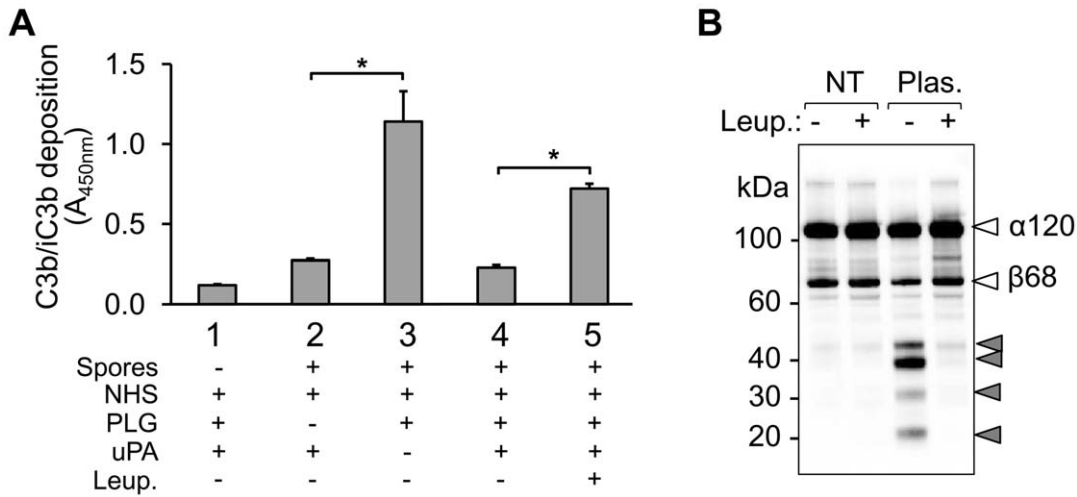 A
C3b/iC3b deposition
(A450nm)
1.5
1.0
0.5
0.0
*
*
1 2 3 4 5
Spores - + + + +
NHS + + + + +
PLG + - + + +
uPA + + - + +
Leup. - - - - +
B
NT Plas.
Leup.: - + - +
kDa
100
60
40
30
20
α120
β68